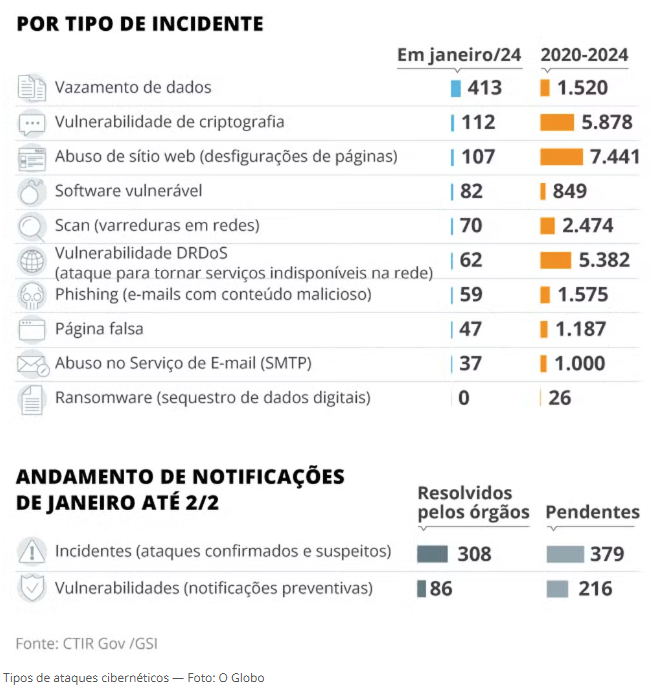 POR TIPO DE INCIDENTE
Em janeiro/24 2020-2024
Vazamento de dados 413 1.520
Vulnerabilidade de criptografia 112 5.878
Abuso de sítio web (desfigurações de páginas) 107 7.441
Software vulnerável 82 849
Scan (varreduras em redes) 70 2.474
Vulnerabilidade DRDoS
(ataque para tornar serviços indisponíveis na rede) 62 5.382
Phishing (e-mails com conteúdo malicioso) 59 1.575
Página falsa 47 1.187
Abuso no Serviço de E-mail (SMTP) 37 1.000
Ransomware (sequestro de dados digitais) 0 26
ANDAMENTO DE NOTIFICAÇÕES
DE JANEIRO ATÉ 2/2
Resolvidos
pelos órgãos Pendentes
Incidentes (ataques confirmados e suspeitos) 308 379
Vulnerabilidades (notificações preventivas) 86 216
Fonte: CTIR Gov /GSI
Tipos de ataques cibernéticos — Foto: O Globo